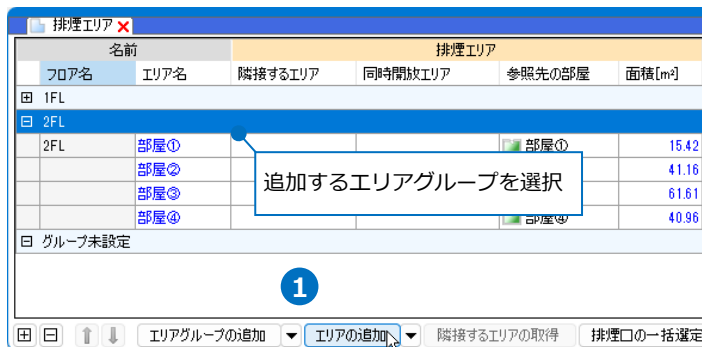 排煙エリア
名前 排煙エリア
フロア名 エリア名 隣接するエリア 同時開放エリア 参照先の部屋 面積[m²]
1FL
2FL
2FL 部屋① 部屋① 15.42
部屋② 41.16
部屋③ 61.61
部屋④ 部屋④ 40.96
追加するエリアグループを選択
グループ未設定
1
エリアグループの追加 エリアの追加 隣接するエリアの取得 排煙口の一括選定